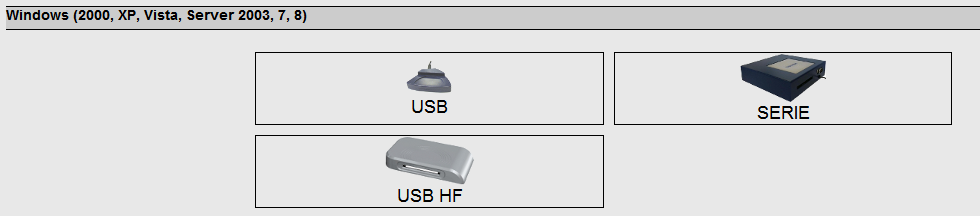 Windows (2000, XP, Vista, Server 2003, 7, 8)
USB
SERIE
USB HF